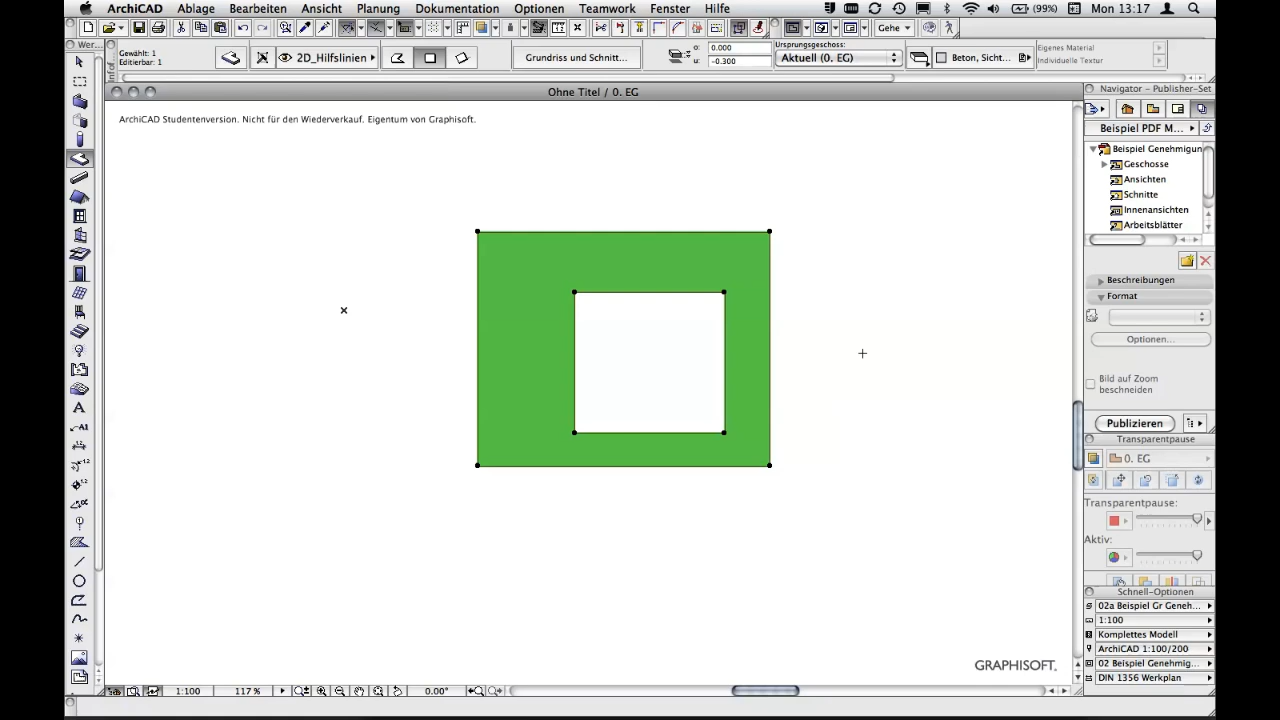 ArchiCAD Ablage Bearbeiten Ansicht Planung Dokumentation Optionen Teamwork Fenster Hilfe (99%) Mon 13:17
Gehe
Wer...
Gewählt: 1
Editierbar: 1
2D_Hilfslinien
Grundriss und Schnitt...
o: 0.000
u: -0.300
Ursprungsgeschoss:
Aktuell (0. EG)
Beton, Sicht...
Eigenes Material
Individuelle Textur
Ohne Titel / 0. EG
ArchiCAD Studentenversion. Nicht für den Wiederverkauf. Eigentum von Graphisoft.
Navigator - Publisher-Set
Beispiel PDF M...
Beispiel Genehmigun
Geschosse
Ansichten
Schnitte
Innenansichten
Arbeitsblätter
Beschreibungen
Format
Optionen...
Bild auf Zoom
beschneiden
Publizieren
Transparentpause
0. EG
Transparentpause:
Aktiv:
Schnell-Optionen
02a Beispiel Gr Geneh...
1:100
Komplettes Modell
ArchiCAD 1:100/200
02 Beispiel Genehmig...
DIN 1356 Werkplan
GRAPHISOFT.
1:100 117 % 0.00°